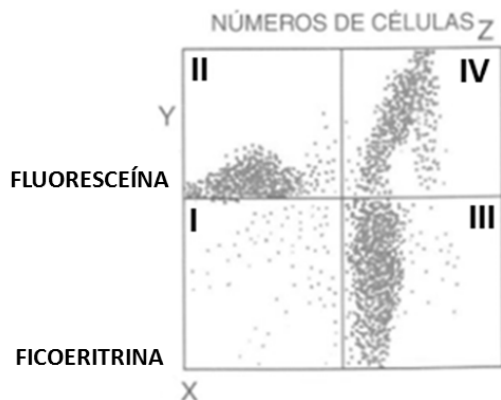 NÚMEROS DE CÉLULAS Z
II
IV
Y
FLUORESCEÍNA
I
III
FICOERITRINA
X